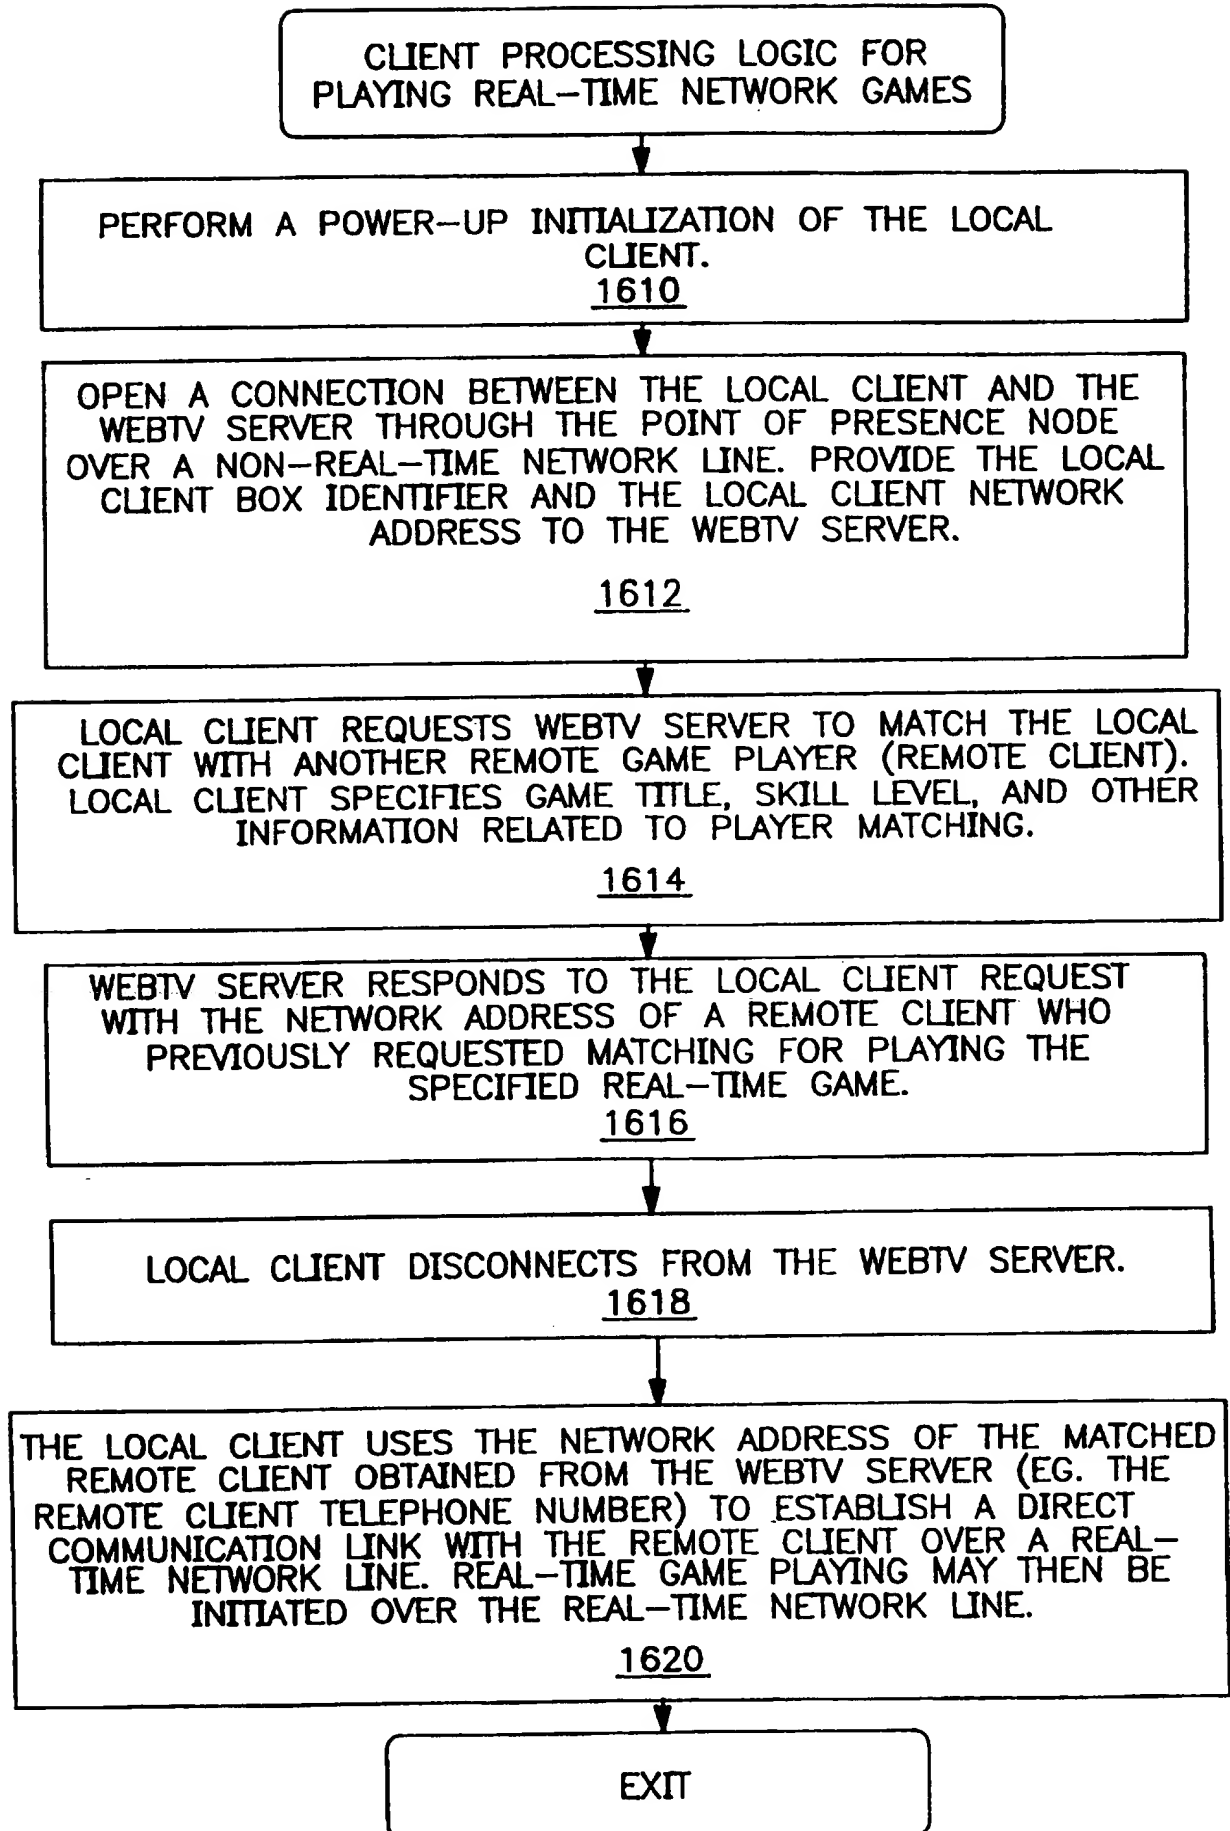 CLIENT PROCESSING LOGIC FOR
PLAYING REAL-TIME NETWORK GAMES
PERFORM A POWER-UP INITIALIZATION OF THE LOCAL
CLIENT.
1610
OPEN A CONNECTION BETWEEN THE LOCAL CLIENT AND THE
WEBTV SERVER THROUGH THE POINT OF PRESENCE NODE
OVER A NON-REAL-TIME NETWORK LINE. PROVIDE THE LOCAL
CLIENT BOX IDENTIFIER AND THE LOCAL CLIENT NETWORK
ADDRESS TO THE WEBTV SERVER.
1612
LOCAL CLIENT REQUESTS WEBTV SERVER TO MATCH THE LOCAL
CLIENT WITH ANOTHER REMOTE GAME PLAYER (REMOTE CLIENT).
LOCAL CLIENT SPECIFIES GAME TITLE, SKILL LEVEL, AND OTHER
INFORMATION RELATED TO PLAYER MATCHING.
1614
WEBTV SERVER RESPONDS TO THE LOCAL CLIENT REQUEST
WITH THE NETWORK ADDRESS OF A REMOTE CLIENT WHO
PREVIOUSLY REQUESTED MATCHING FOR PLAYING THE
SPECIFIED REAL-TIME GAME.
1616
LOCAL CLIENT DISCONNECTS FROM THE WEBTV SERVER.
1618
THE LOCAL CLIENT USES THE NETWORK ADDRESS OF THE MATCHED
REMOTE CLIENT OBTAINED FROM THE WEBTV SERVER (EG. THE
REMOTE CLIENT TELEPHONE NUMBER) TO ESTABLISH A DIRECT
COMMUNICATION LINK WITH THE REMOTE CLIENT OVER A REAL-
TIME NETWORK LINE. REAL-TIME GAME PLAYING MAY THEN BE
INITIATED OVER THE REAL-TIME NETWORK LINE.
1620
EXIT